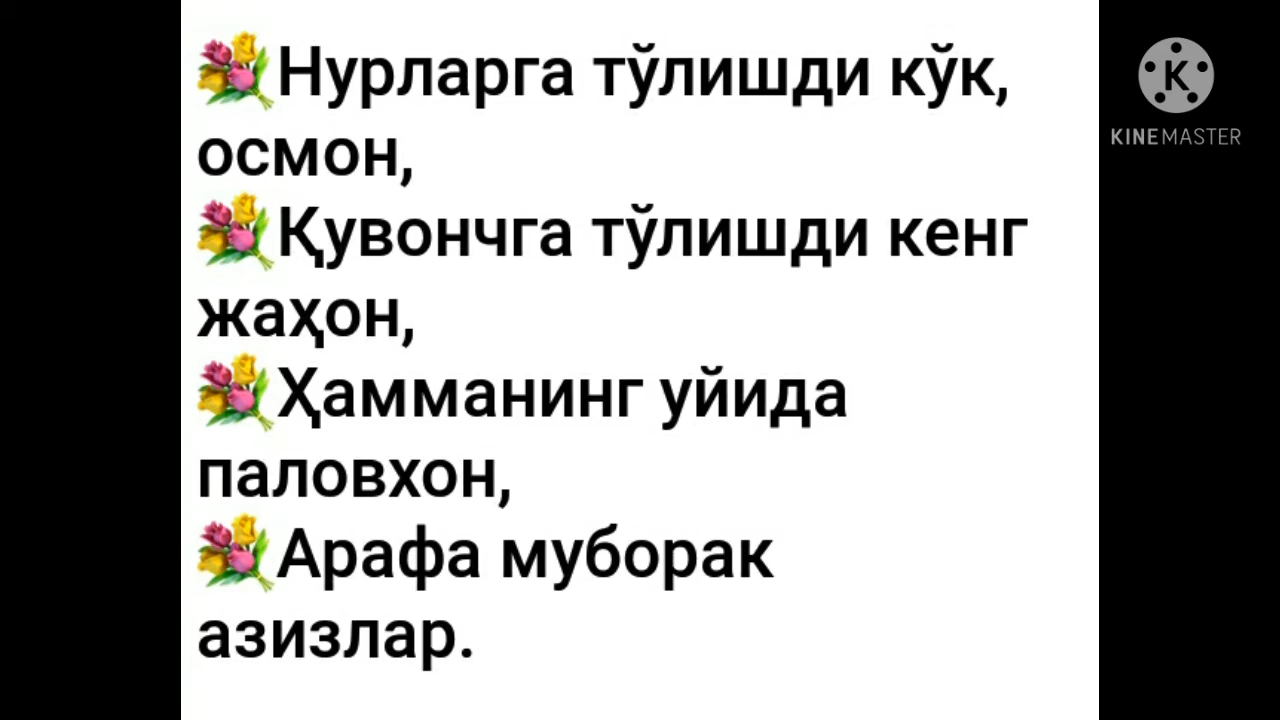 💐Нурларга тўлишди кўк,
осмон,
💐Қувончга тўлишди кенг
жаҳон,
💐Ҳамманинг уйида
паловхон,
💐Арафа муборак
азизлар.
K
KINEMASTER